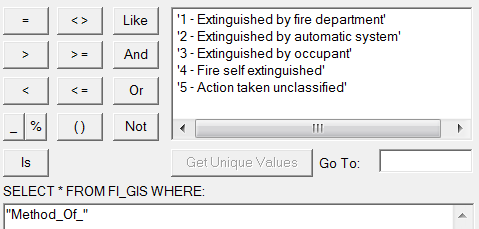 = < > Like
> > = And
< < = Or
_ % ( ) Not
Is
'1 - Extinguished by fire department'
'2 - Extinguished by automatic system'
'3 - Extinguished by occupant'
'4 - Fire self extinguished'
'5 - Action taken unclassified'
Get Unique Values Go To:
SELECT * FROM FI_GIS WHERE:
"Method_Of_"